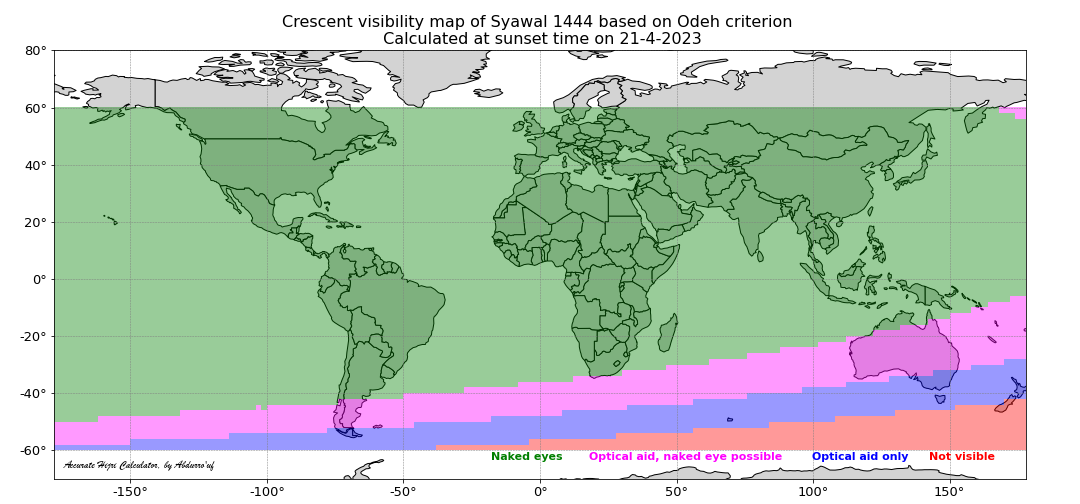 Crescent visibility map of Syawal 1444 based on Odeh criterion
Calculated at sunset time on 21-4-2023
80°
60°
40°
20°
0°
-20°
-40°
-60°
Naked eyes Optical aid, naked eye possible Optical aid only Not visible
Accurate Hijri Calculator, by Abdurro'uf
-150° -100° -50° 0° 50° 100° 150°